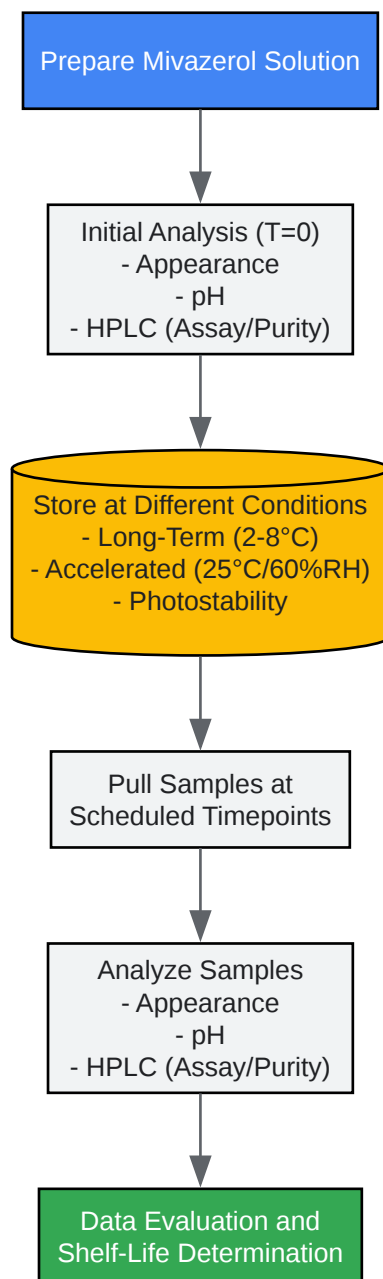 Prepare Mivazerol Solution
Initial Analysis (T=0)
- Appearance
- pH
- HPLC (Assay/Purity)
Store at Different Conditions
- Long-Term (2-8°C)
- Accelerated (25°C/60%RH)
- Photostability
Pull Samples at
Scheduled Timepoints
Analyze Samples
- Appearance
- pH
- HPLC (Assay/Purity)
Data Evaluation and
Shelf-Life Determination